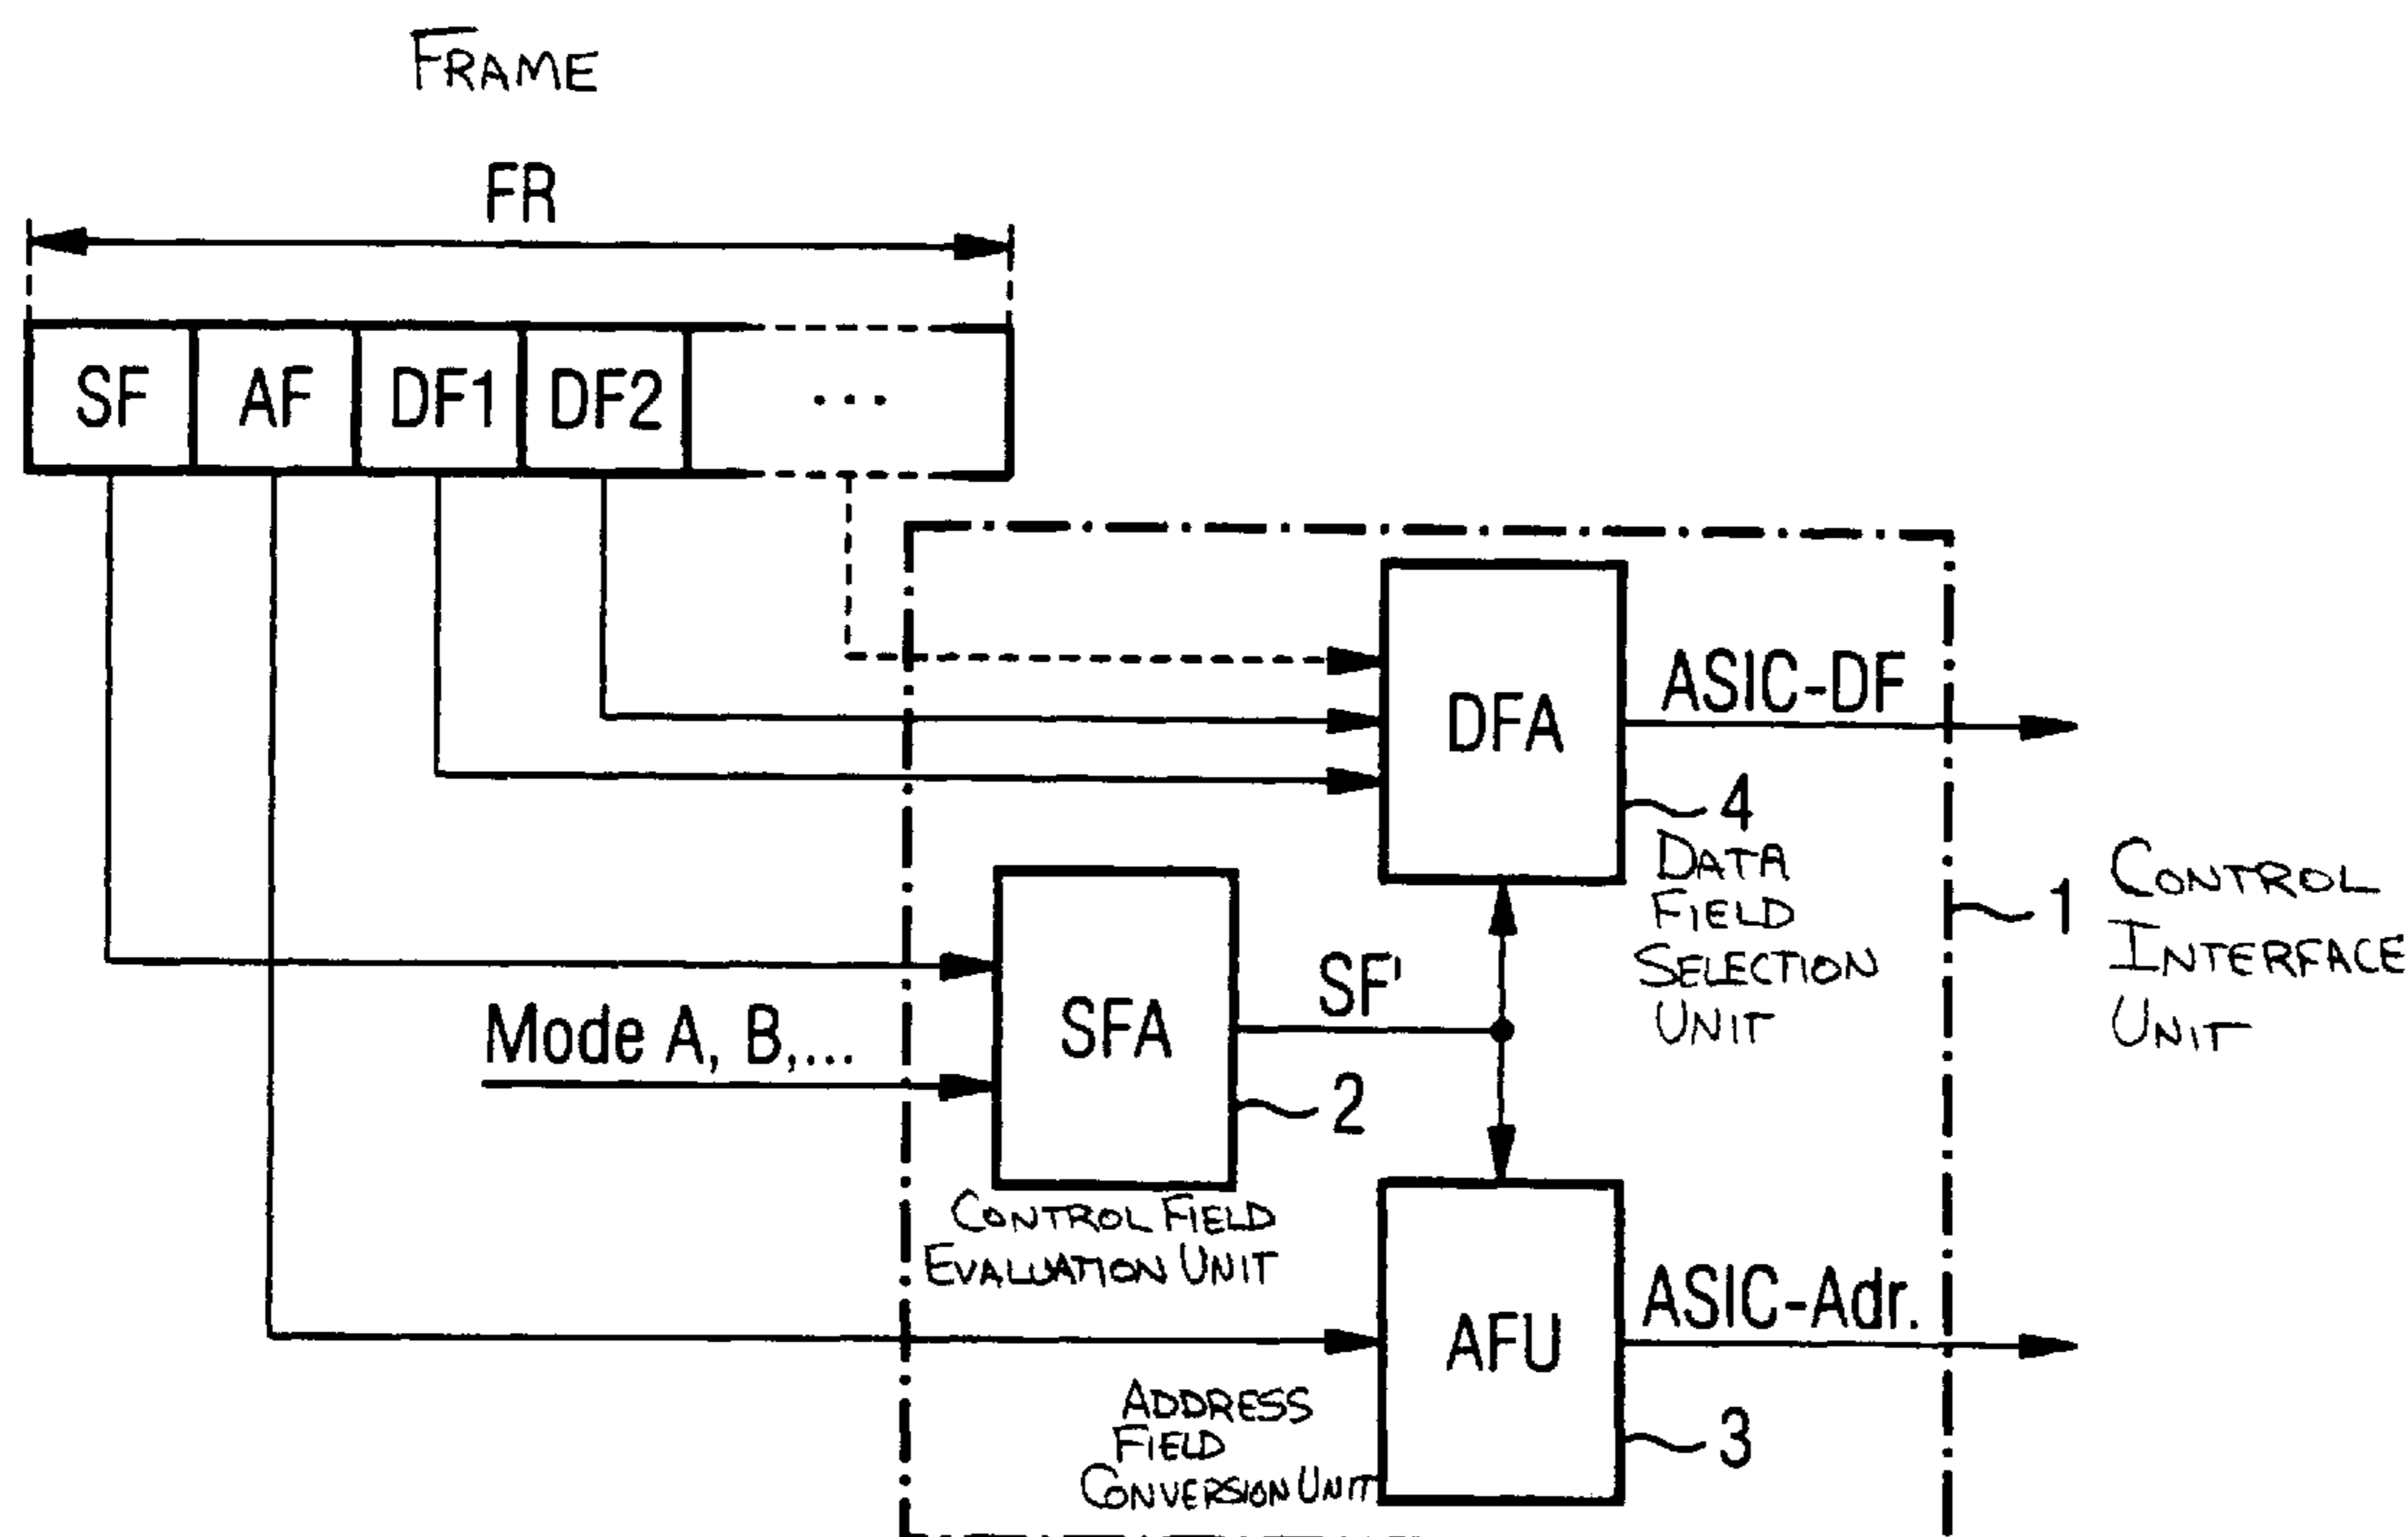 FRAME
FR
SF AF DF1 DF2 ...
DFA
ASIC-DF
4
DATA
FIELD
SELECTION
UNIT
1
CONTROL
INTERFACE
UNIT
Mode A, B,...
SFA
SF'
2
CONTROL FIELD
EVALUATION UNIT
AFU
ASIC-Adr.
3
ADDRESS
FIELD
CONVERSION UNIT